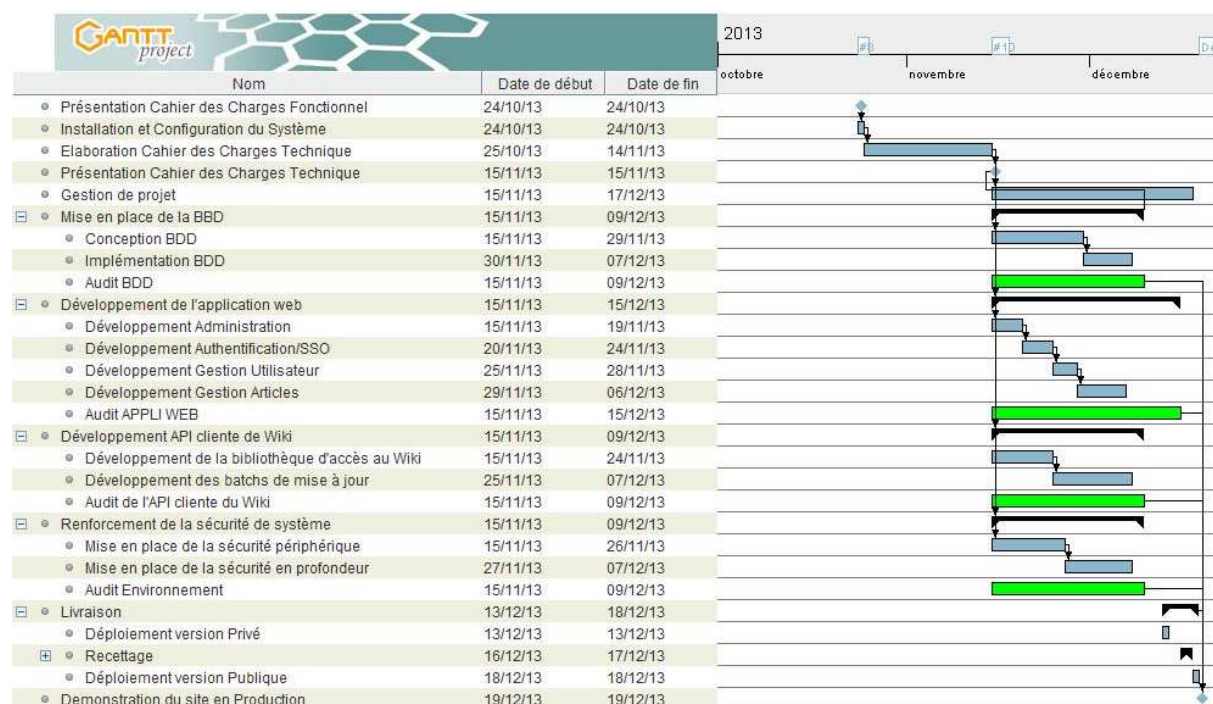 GANTT
project
2013
#8 #10
octobre novembre décembre
Nom Date de début Date de fin
Présentation Cahier des Charges Fonctionnel 24/10/13 24/10/13
Installation et Configuration du Système 24/10/13 24/10/13
Elaboration Cahier des Charges Technique 25/10/13 14/11/13
Présentation Cahier des Charges Technique 15/11/13 15/11/13
Gestion de projet 15/11/13 17/12/13
Mise en place de la BBD 15/11/13 09/12/13
Conception BDD 15/11/13 29/11/13
Implémentation BDD 30/11/13 07/12/13
Audit BDD 15/11/13 09/12/13
Développement de l'application web 15/11/13 15/12/13
Développement Administration 15/11/13 19/11/13
Développement Authentification/SSO 20/11/13 24/11/13
Développement Gestion Utilisateur 25/11/13 28/11/13
Développement Gestion Articles 29/11/13 06/12/13
Audit APPLI WEB 15/11/13 15/12/13
Développement API cliente de Wiki 15/11/13 09/12/13
Développement de la bibliothèque d'accès au Wiki 15/11/13 24/11/13
Développement des batchs de mise à jour 25/11/13 07/12/13
Audit de l'API cliente du Wiki 15/11/13 09/12/13
Renforcement de la sécurité de système 15/11/13 09/12/13
Mise en place de la sécurité périphérique 15/11/13 26/11/13
Mise en place de la sécurité en profondeur 27/11/13 07/12/13
Audit Environnement 15/11/13 09/12/13
Livraison 13/12/13 18/12/13
Déploiement version Privé 13/12/13 13/12/13
Recettage 16/12/13 17/12/13
Déploiement version Publique 18/12/13 18/12/13
Demonstration du site en Production 19/12/13 19/12/13